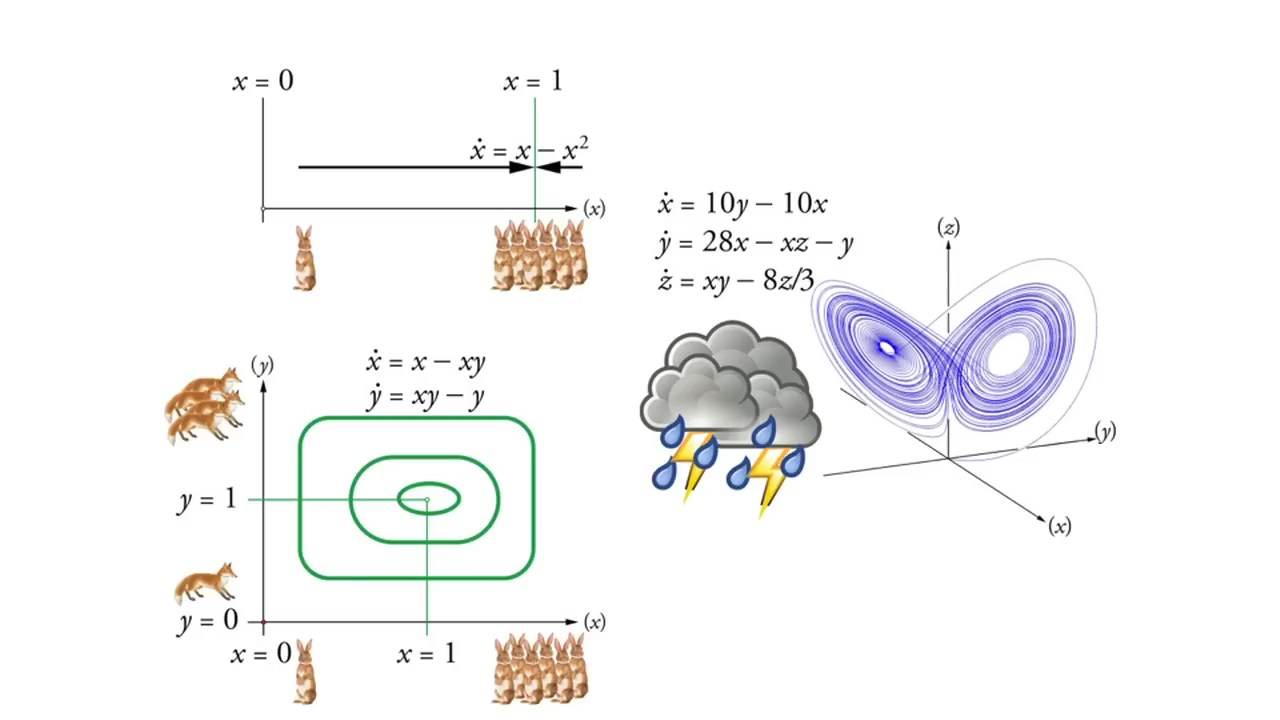 x = 0
x = 1
ẋ = x − x²
(x)
ẋ = 10y − 10x
ẏ = 28x − xz − y
ż = xy − 8z/3
(z)
(y)
(x)
(y)
ẋ = x − xy
ẏ = xy − y
y = 1
y = 0
(x)
x = 0
x = 1